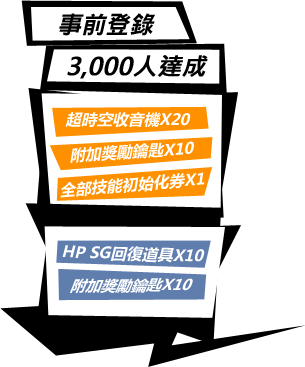 事前登錄
3,000人達成
超時空收音機X20
附加獎勵鑰匙X10
全部技能初始化券X1
HP SG回復道具X10
附加獎勵鑰匙X10